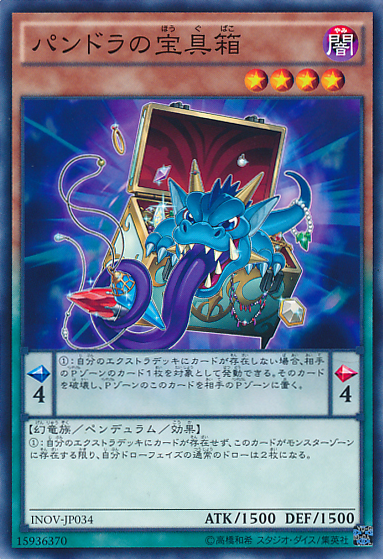 パンドラの宝具箱
ほうぐばこ
闇
やみ
①:自分のエクストラデッキにカードが存在しない場合、相手
のPゾーンのカード1枚を対象として発動できる。そのカード
を破壊し、Pゾーンのこのカードを相手のPゾーンに置く。
4
4
【幻竜族/ペンデュラム/効果】
①:自分のエクストラデッキにカードが存在せず、このカードがモンスターゾーン
に存在する限り、自分ドローフェイズの通常のドローは2枚になる。
INOV-JP034
ATK/1500 DEF/1500
15936370
©高橋和希 スタジオ・ダイス/集英社